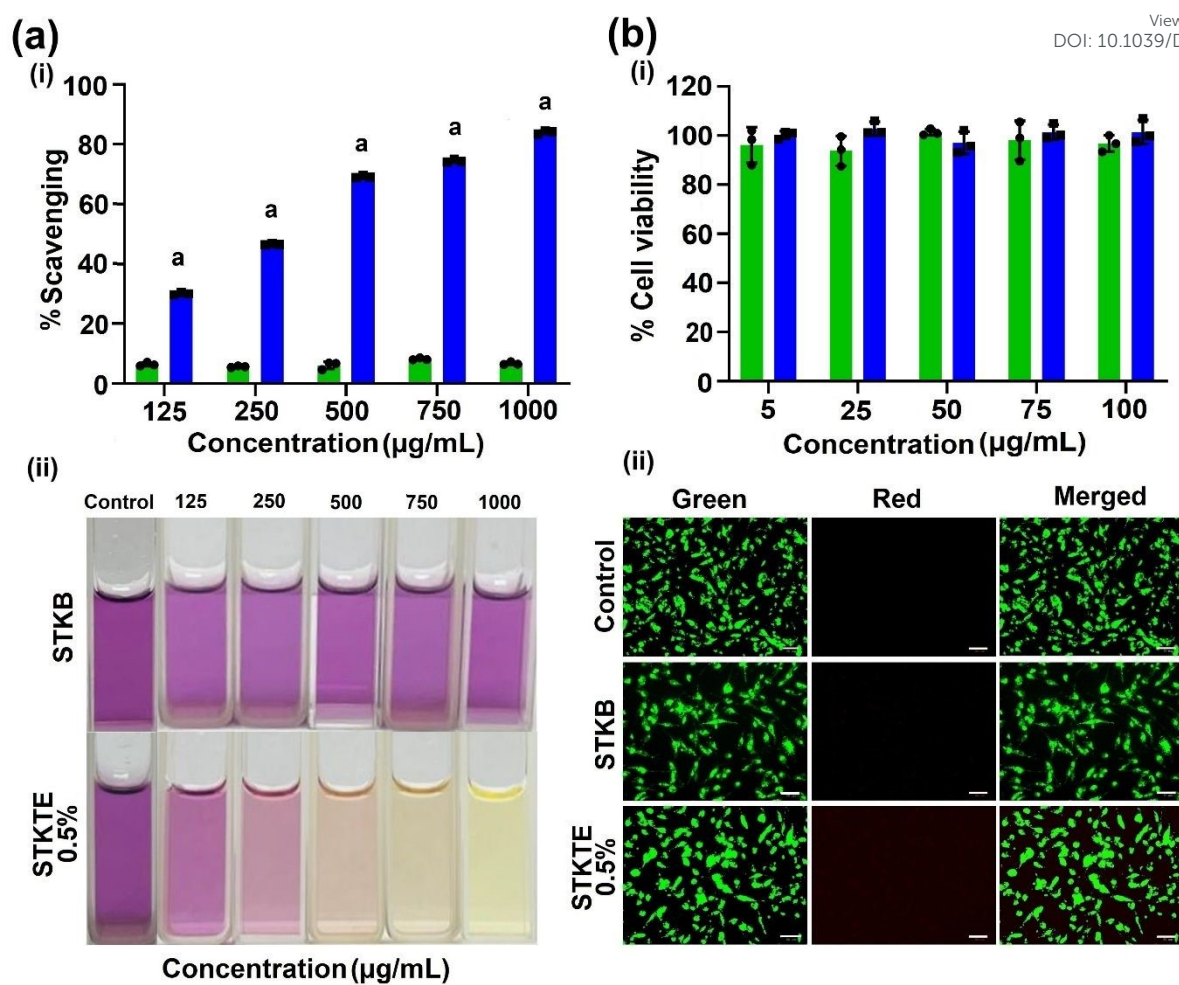 (a)
(i)
% Scavenging
100
80
60
40
20
0
a
a
a
a
a
125 250 500 750 1000
Concentration (µg/mL)
(b)
View
DOI: 10.1039/D
(i)
% Cell viability
120
100
80
60
40
20
0
5 25 50 75 100
Concentration (µg/mL)
(ii)
Control 125 250 500 750 1000
STKB
STKTE
0.5%
Concentration (µg/mL)
(ii)
Green Red Merged
Control
STKB
STKTE
0.5%